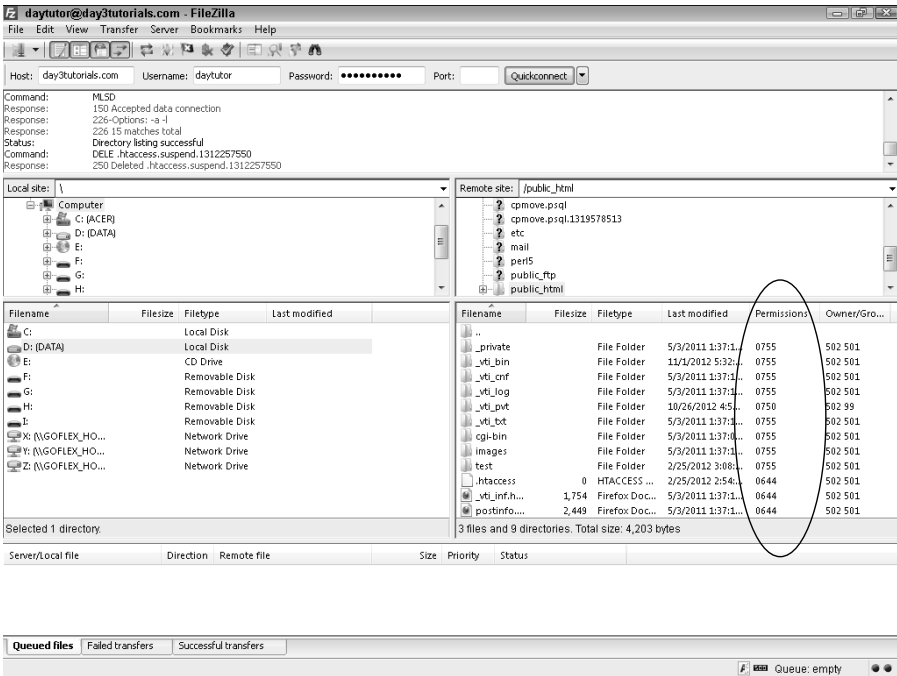 daytutor@day3tutorials.com - FileZilla
File Edit View Transfer Server Bookmarks Help
Host: day3tutorials.com Username: daytutor Password: ●●●●●●●●●● Port: Quickconnect
Command: MLSD
Response: 150 Accepted data connection
Response: 226-Options: -a -l
Response: 226 15 matches total
Status: Directory listing successful
Command: DELE .htaccess.suspend.1312257550
Response: 250 Deleted .htaccess.suspend.1312257550
Local site: \
Computer
C: (ACER)
D: (DATA)
E:
F:
G:
H:
Remote site: /public_html
cpmove.psql
cpmove.psql.1319578513
etc
mail
perl5
public_ftp
public_html
Filename Filesize Filetype Last modified
C: Local Disk
D: (DATA) Local Disk
E: CD Drive
F: Removable Disk
G: Removable Disk
H: Removable Disk
I: Removable Disk
X: (\\GOFLEX_HO... Network Drive
Y: (\\GOFLEX_HO... Network Drive
Z: (\\GOFLEX_HO... Network Drive
Selected 1 directory.
Filename Filesize Filetype Last modified Permissions Owner/Gro...
..
_private File Folder 5/3/2011 1:37:1... 0755 502 501
_vti_bin File Folder 11/1/2012 5:32:... 0755 502 501
_vti_cnf File Folder 5/3/2011 1:37:1... 0755 502 501
_vti_log File Folder 5/3/2011 1:37:1... 0755 502 501
_vti_pvt File Folder 10/26/2012 4:5... 0750 502 99
_vti_txt File Folder 5/3/2011 1:37:1... 0755 502 501
cgi-bin File Folder 5/3/2011 1:37:0... 0755 502 501
images File Folder 5/3/2011 1:37:1... 0755 502 501
test File Folder 2/25/2012 3:08:... 0755 502 501
.htaccess 0 HTACCESS ... 2/25/2012 2:54:... 0644 502 501
_vti_inf.h... 1,754 Firefox Doc... 5/3/2011 1:37:1... 0644 502 501
postinfo.... 2,449 Firefox Doc... 5/3/2011 1:37:1... 0644 502 501
3 files and 9 directories. Total size: 4,203 bytes
Server/Local file Direction Remote file Size Priority Status
Queued files Failed transfers Successful transfers
Queue: empty